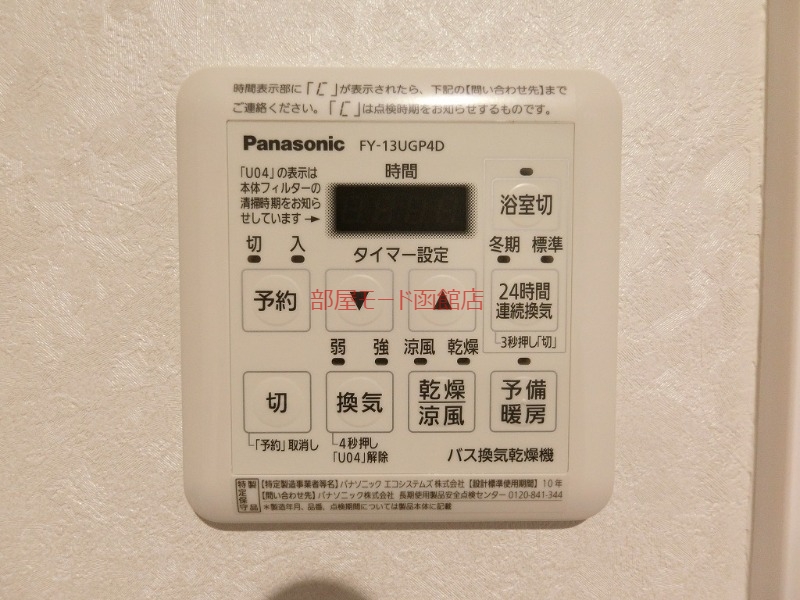 時間表示部に「 」が表示されたら、下記の【問い合わせ先】まで
ご連絡ください。「 」は点検時期をお知らせするものです。
Panasonic FY-13UGP4D
「U04」の表示は
本体フィルターの
清掃時期をお知ら
せしています→
時間
浴室切
切 入
タイマー設定
冬期 標準
予約
▼
▲
24時間
連続換気
3秒押し「切」
部屋モード函館店
弱 強 涼風 乾燥
切
換気
乾燥
涼風
予備
暖房
「予約」取消し
4秒押し
「U04」解除
バス換気乾燥機
特定保守製品
【特定製造事業者等名】パナソニック エコシステムズ株式会社【設計標準使用期間】10年
【問い合わせ先】パナソニック株式会社 長期使用製品安全点検センター 0120-841-344
*製造年月、品番、点検期間については製品本体に記載